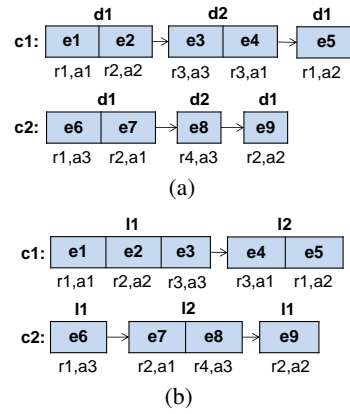 d1 d2 d1
c1: e1 e2 e3 e4 e5
r1,a1 r2,a2 r3,a3 r3,a1 r1,a2
d1 d2 d1
c2: e6 e7 e8 e9
r1,a3 r2,a1 r4,a3 r2,a2
(a)
l1 l2
c1: e1 e2 e3 e4 e5
r1,a1 r2,a2 r3,a3 r3,a1 r1,a2
l1 l2 l1
c2: e6 e7 e8 e9
r1,a3 r2,a1 r4,a3 r2,a2
(b)